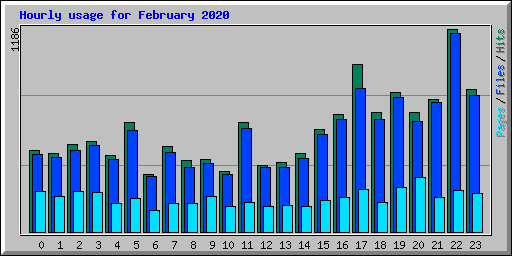 Hourly usage for February 2020
1186
Pages/Files/Hits
0 1 2 3 4 5 6 7 8 9 10 11 12 13 14 15 16 17 18 19 20 21 22 23